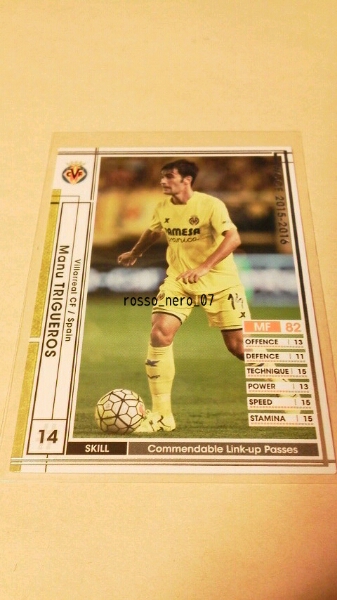 2015-2016
Villarreal CF / Spain
Manu TRIGUEROS
14
GAMESA
rosso_nero_07
MF 82
OFFENCE 13
DEFENCE 11
TECHNIQUE 15
POWER 13
SPEED 15
STAMINA 15
SKILL Commendable Link-up Passes